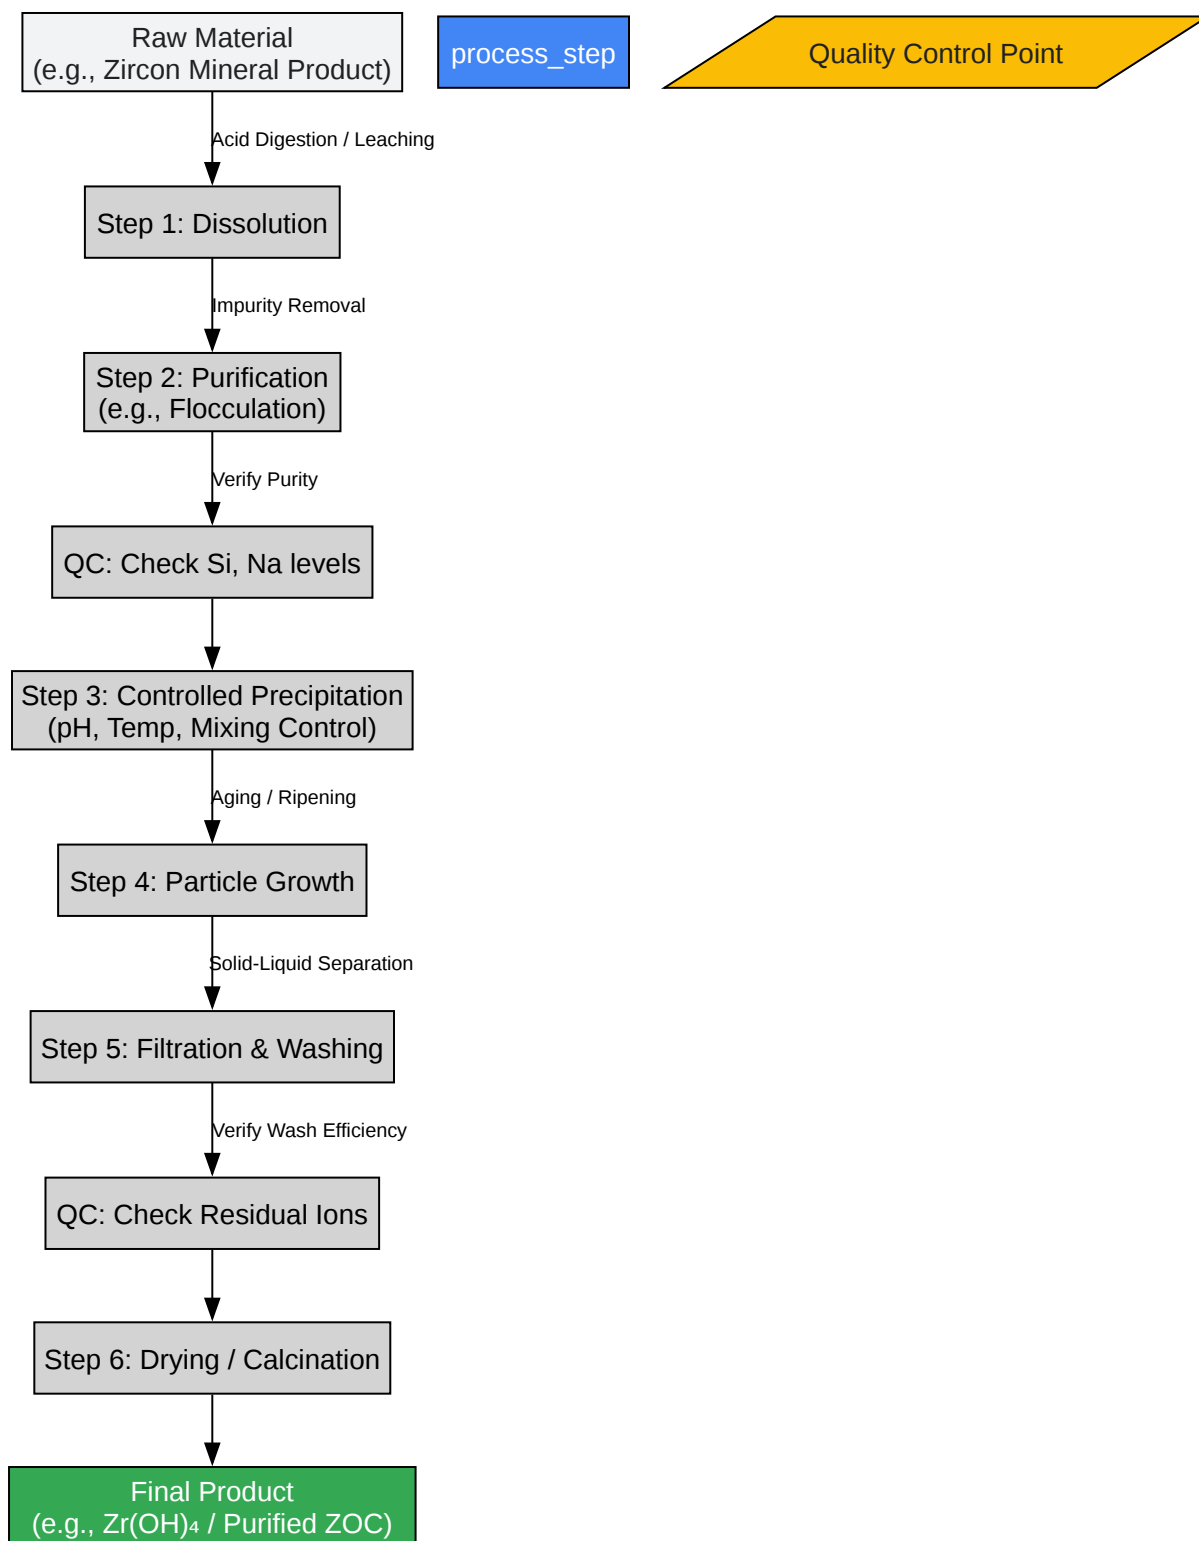 Raw Material
(e.g., Zircon Mineral Product)
process_step
Quality Control Point
Acid Digestion / Leaching
Step 1: Dissolution
Impurity Removal
Step 2: Purification
(e.g., Flocculation)
Verify Purity
QC: Check Si, Na levels
Step 3: Controlled Precipitation
(pH, Temp, Mixing Control)
Aging / Ripening
Step 4: Particle Growth
Solid-Liquid Separation
Step 5: Filtration & Washing
Verify Wash Efficiency
QC: Check Residual Ions
Step 6: Drying / Calcination
Final Product
(e.g., Zr(OH)₄ / Purified ZOC)